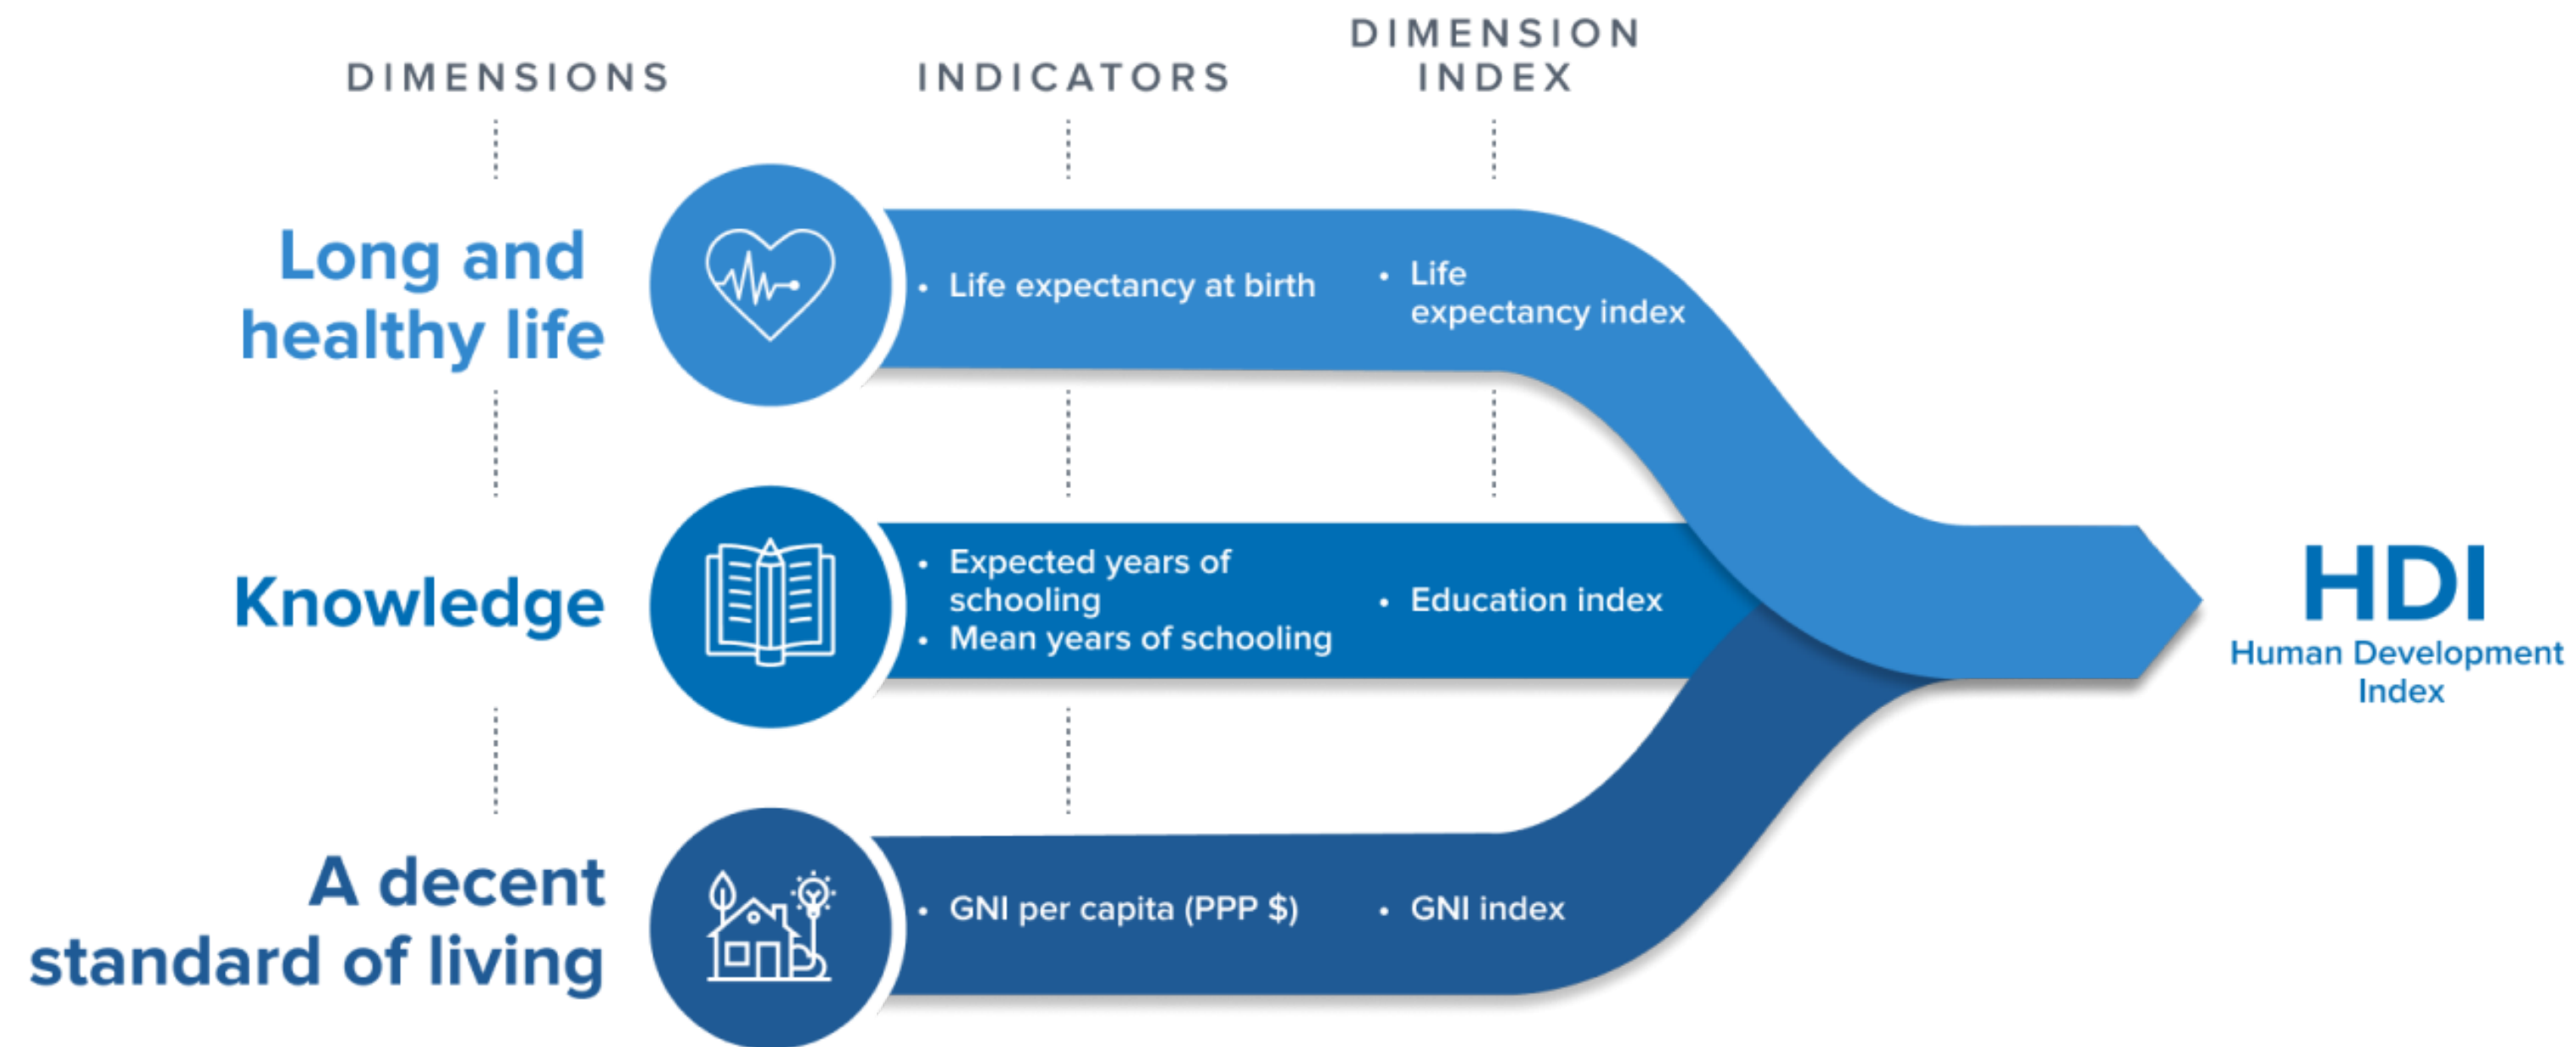 DIMENSIONS
INDICATORS
DIMENSION
INDEX
Long and
healthy life
• Life expectancy at birth
• Life
expectancy index
Knowledge
• Expected years of
schooling
• Mean years of schooling
• Education index
A decent
standard of living
• GNI per capita (PPP $)
• GNI index
HDI
Human Development
Index